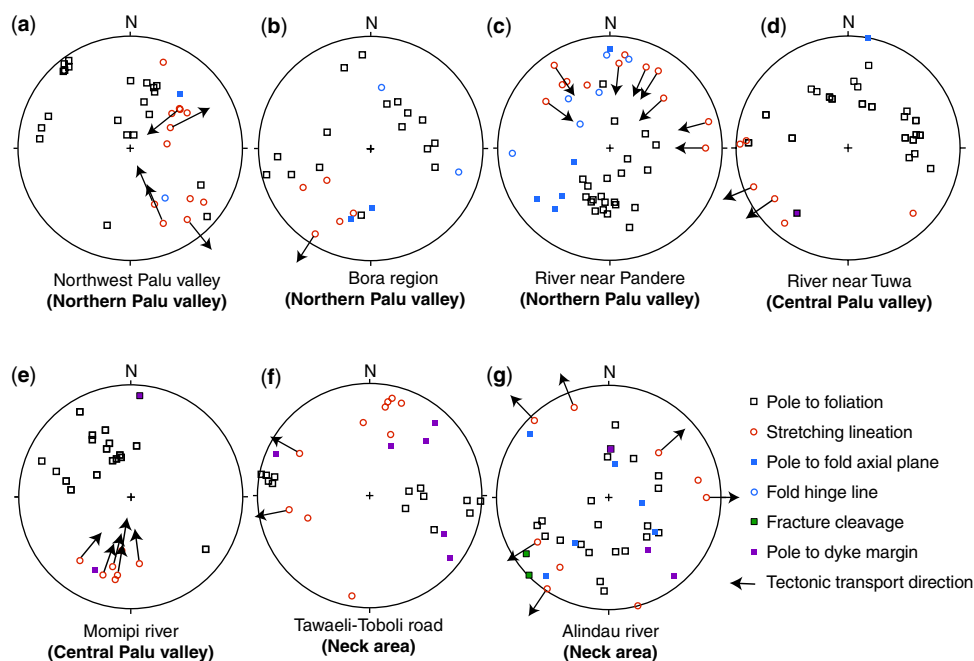 (a)
N
Northwest Palu valley
(Northern Palu valley)
(b)
N
Bora region
(Northern Palu valley)
(c)
N
River near Pandere
(Northern Palu valley)
(d)
N
River near Tuwa
(Central Palu valley)
(e)
N
Momipi river
(Central Palu valley)
(f)
N
Tawaeli-Toboli road
(Neck area)
(g)
N
Alindau river
(Neck area)
Pole to foliation
Stretching lineation
Pole to fold axial plane
Fold hinge line
Fracture cleavage
Pole to dyke margin
Tectonic transport direction